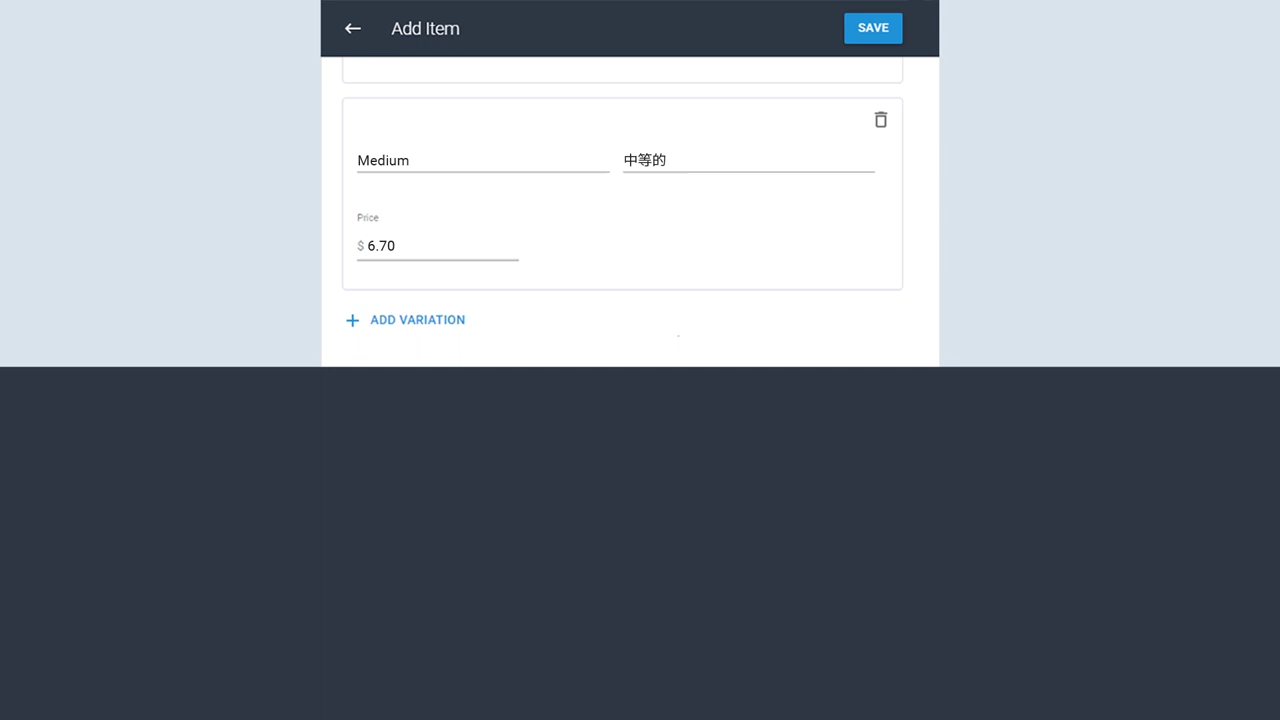 Add Item
SAVE
Medium
中等的
Price
$ 6.70
ADD VARIATION